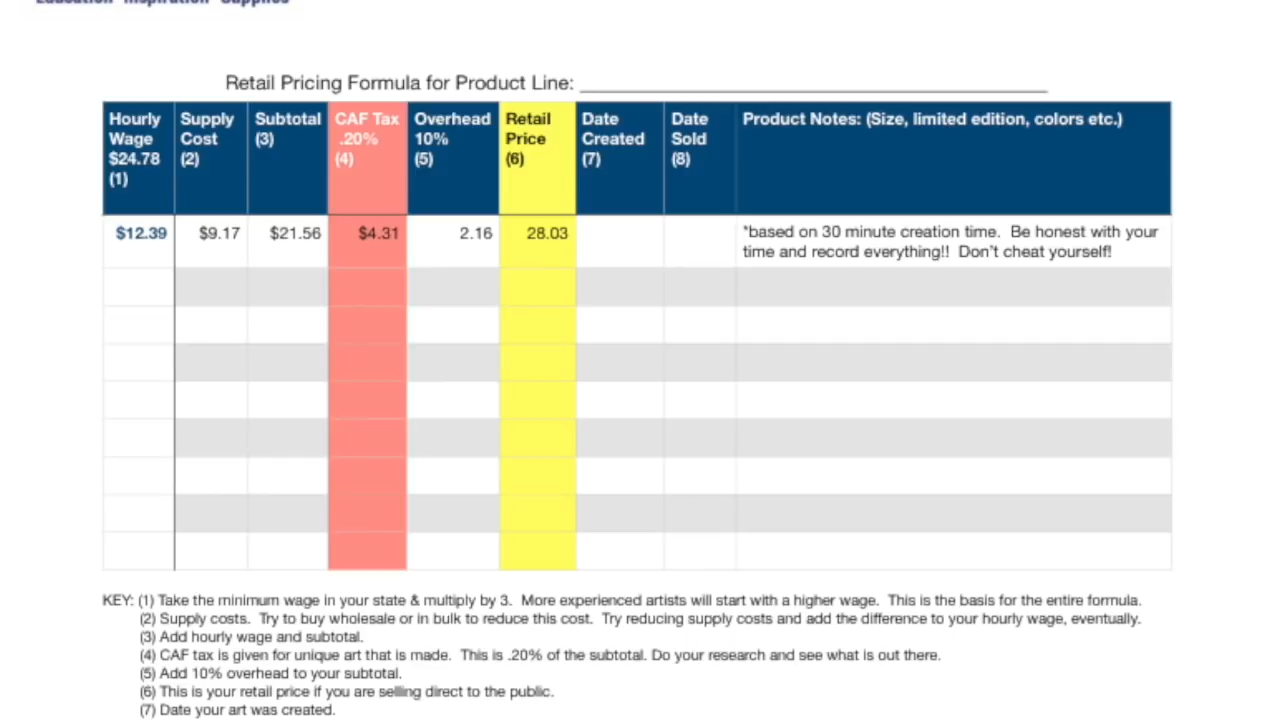 Education Inspiration Supplies
Retail Pricing Formula for Product Line:
Hourly Wage $24.78 (1)
Supply Cost (2)
Subtotal (3)
CAF Tax .20% (4)
Overhead 10% (5)
Retail Price (6)
Date Created (7)
Date Sold (8)
Product Notes: (Size, limited edition, colors etc.)
$12.39 $9.17 $21.56 $4.31 2.16 28.03
*based on 30 minute creation time. Be honest with your
time and record everything!! Don't cheat yourself!
KEY: (1) Take the minimum wage in your state & multiply by 3. More experienced artists will start with a higher wage. This is the basis for the entire formula.
(2) Supply costs. Try to buy wholesale or in bulk to reduce this cost. Try reducing supply costs and add the difference to your hourly wage, eventually.
(3) Add hourly wage and subtotal.
(4) CAF tax is given for unique art that is made. This is .20% of the subtotal. Do your research and see what is out there.
(5) Add 10% overhead to your subtotal.
(6) This is your retail price if you are selling direct to the public.
(7) Date your art was created.